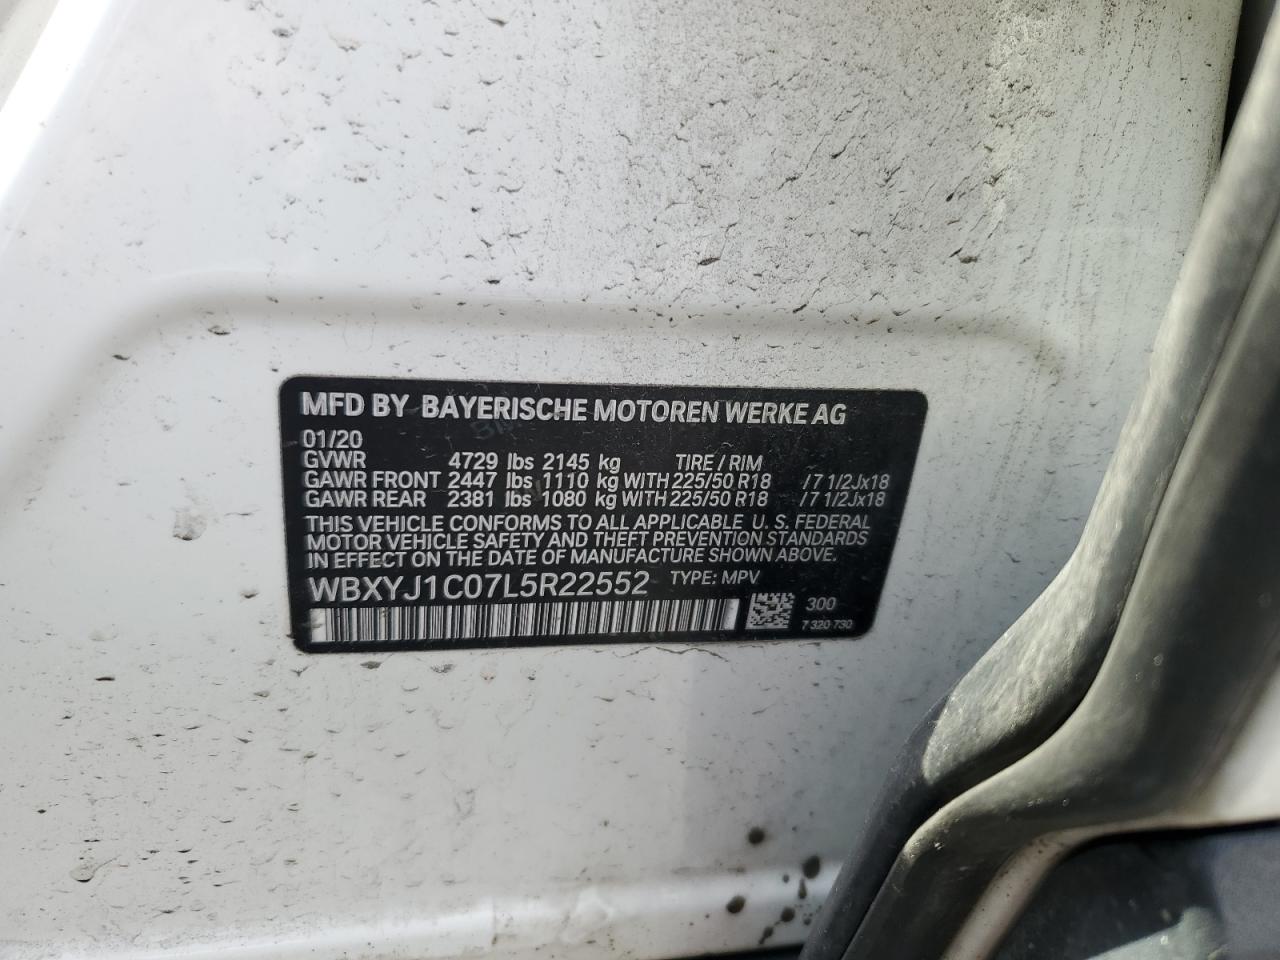 MFD BY BAYERISCHE MOTOREN WERKE AG
01/20
GVWR 4729 lbs 2145 kg TIRE / RIM
GAWR FRONT 2447 lbs 1110 kg WITH 225/50 R18 /7 1/2Jx18
GAWR REAR 2381 lbs 1080 kg WITH 225/50 R18 /7 1/2Jx18
THIS VEHICLE CONFORMS TO ALL APPLICABLE U. S. FEDERAL
MOTOR VEHICLE SAFETY AND THEFT PREVENTION STANDARDS
IN EFFECT ON THE DATE OF MANUFACTURE SHOWN ABOVE.
WBXYJ1C07L5R22552 TYPE: MPV
300
7 320 730